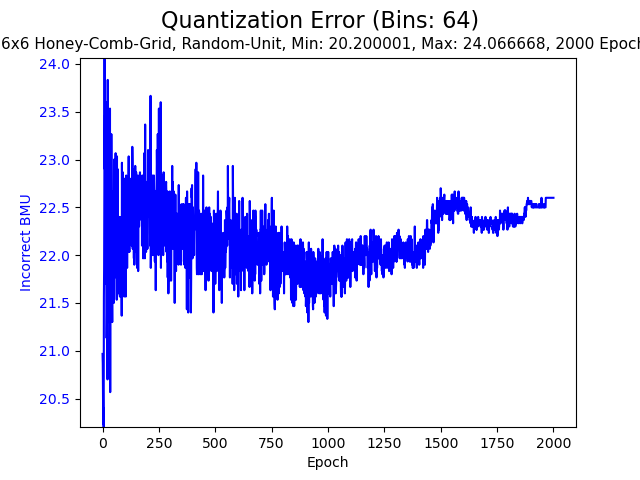 Quantization Error (Bins: 64)
6x6 Honey-Comb-Grid, Random-Unit, Min: 20.200001, Max: 24.066668, 2000 Epoch
24.0
23.5
23.0
22.5
22.0
21.5
21.0
20.5
Incorrect BMU
0 250 500 750 1000 1250 1500 1750 2000
Epoch